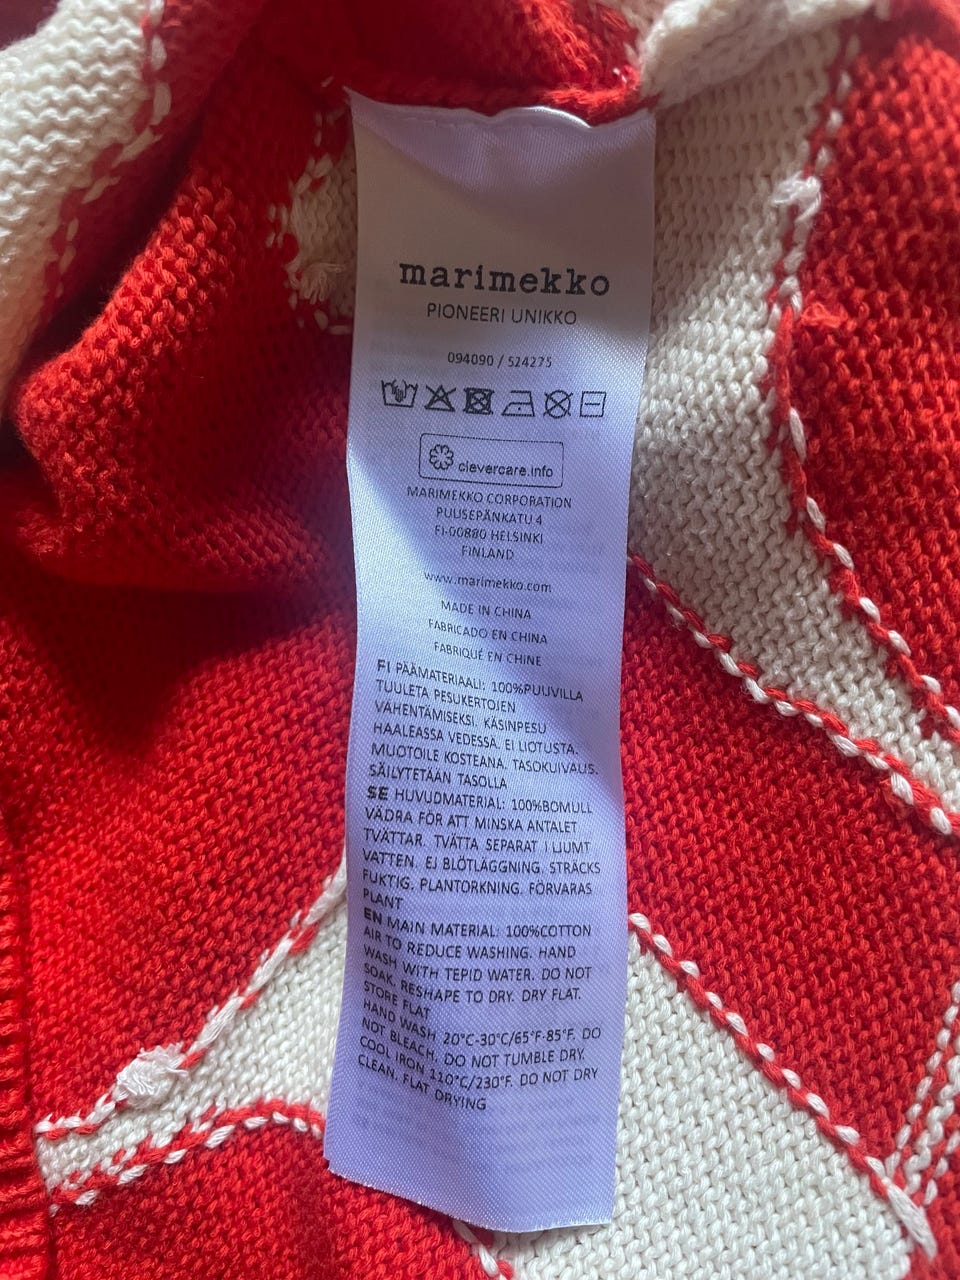 marimekko
PIONEERI UNIKKO
094090 / 524275
clevercare.info
MARIMEKKO CORPORATION
PUUSEPÄNKATU 4
FI-00880 HELSINKI
FINLAND
www.marimekko.com
MADE IN CHINA
FABRICADO EN CHINA
FABRIQUÉ EN CHINE
FI PÄÄMATERIAALI: 100%PUUVILLA
TUULETA PESUKERTOJEN
VÄHENTÄMISEKSI. KÄSINPESU
HAALEASSA VEDESSÄ. EI LIOTUSTA.
MUOTOILE KOSTEANA. TASOKUIVAUS.
SÄILYTETÄÄN TASOLLA
SE HUVUDMATERIAL: 100%BOMULL
VÄDRA FÖR ATT MINSKA ANTALET
TVÄTTAR. TVÄTTA SEPARAT I LJUMT
VATTEN. EJ BLÖTLÄGGNING. STRÄCKS
FUKTIG. PLANTORKNING. FÖRVARAS
PLANT
EN MAIN MATERIAL: 100%COTTON
AIR TO REDUCE WASHING. HAND
WASH WITH TEPID WATER. DO NOT
SOAK. RESHAPE TO DRY. DRY FLAT.
STORE FLAT
HAND WASH 20°C-30°C/65°F-85°F. DO
NOT BLEACH. DO NOT TUMBLE DRY.
COOL IRON 110°C/230°F. DO NOT DRY
CLEAN. FLAT DRYING